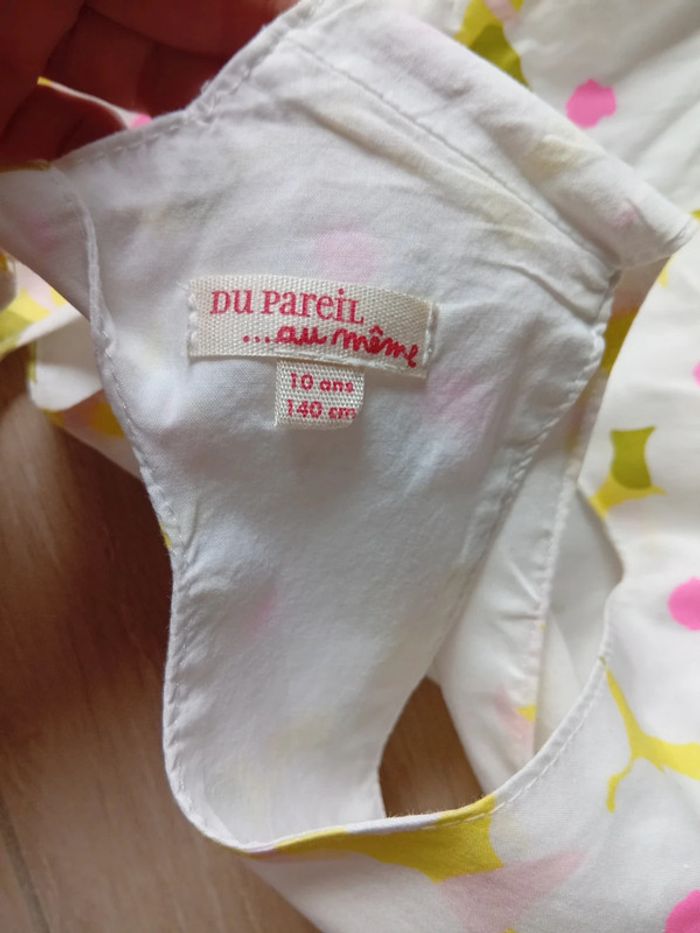 DU PareiL
...au même
10 ans
140 cm